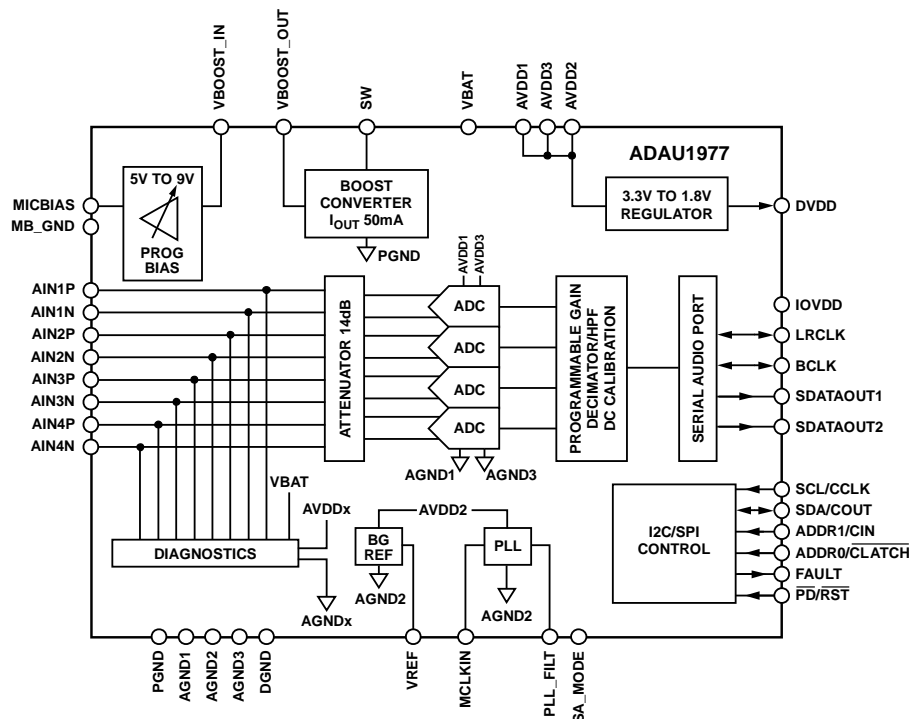 VBOOST_IN
VBOOST_OUT
SW
VBAT
AVDD1
AVDD3
AVDD2
ADAU1977
5V TO 9V
PROG
BIAS
BOOST
CONVERTER
IOUT 50mA
PGND
3.3V TO 1.8V
REGULATOR
MICBIAS
MB_GND
DVDD
AIN1P
AIN1N
AIN2P
AIN2N
AIN3P
AIN3N
AIN4P
AIN4N
ATTENUATOR 14dB
AVDD1
AVDD3
ADC
ADC
ADC
ADC
AGND1
AGND3
PROGRAMMABLE GAIN
DECIMATOR/HPF
DC CALIBRATION
SERIAL AUDIO PORT
IOVDD
LRCLK
BCLK
SDATAOUT1
SDATAOUT2
VBAT
AVDDx
DIAGNOSTICS
AGNDx
AVDD2
BG
REF
AGND2
PLL
AGND2
I2C/SPI
CONTROL
SCL/CCLK
SDA/COUT
ADDR1/CIN
ADDR0/CLATCH
FAULT
PD/RST
PGND
AGND1
AGND2
AGND3
DGND
VREF
MCLKIN
PLL_FILT
SA_MODE